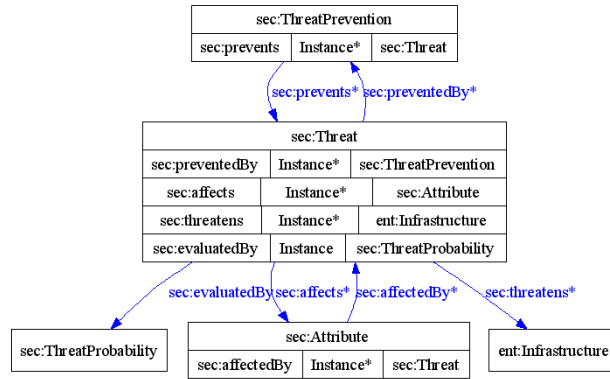 sec:ThreatPrevention
sec:prevents Instance* sec:Threat
sec:prevents* sec:preventedBy*
sec:Threat
sec:preventedBy Instance* sec:ThreatPrevention
sec:affects Instance* sec:Attribute
sec:threatens Instance* ent:Infrastructure
sec:evaluatedBy Instance sec:ThreatProbability
sec:evaluatedBy sec:affects* sec:affectedBy* sec:threatens*
sec:ThreatProbability
sec:Attribute
sec:affectedBy Instance* sec:Threat
ent:Infrastructure